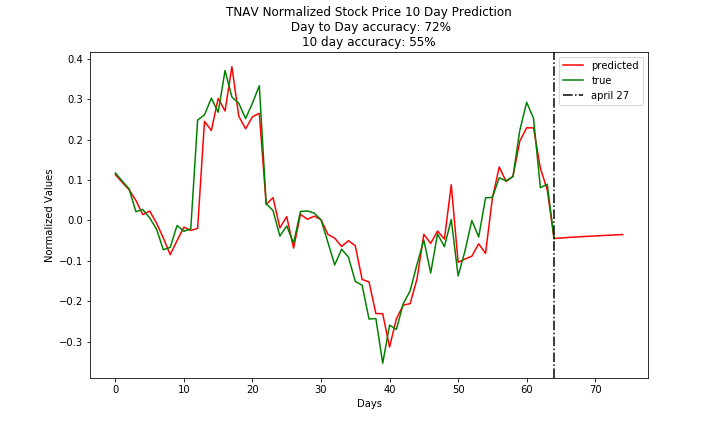 TNAV Normalized Stock Price 10 Day Prediction
Day to Day accuracy: 72%
10 day accuracy: 55%
predicted
true
april 27
0.4
0.3
0.2
0.1
0.0
−0.1
−0.2
−0.3
Normalized Values
0 10 20 30 40 50 60 70
Days